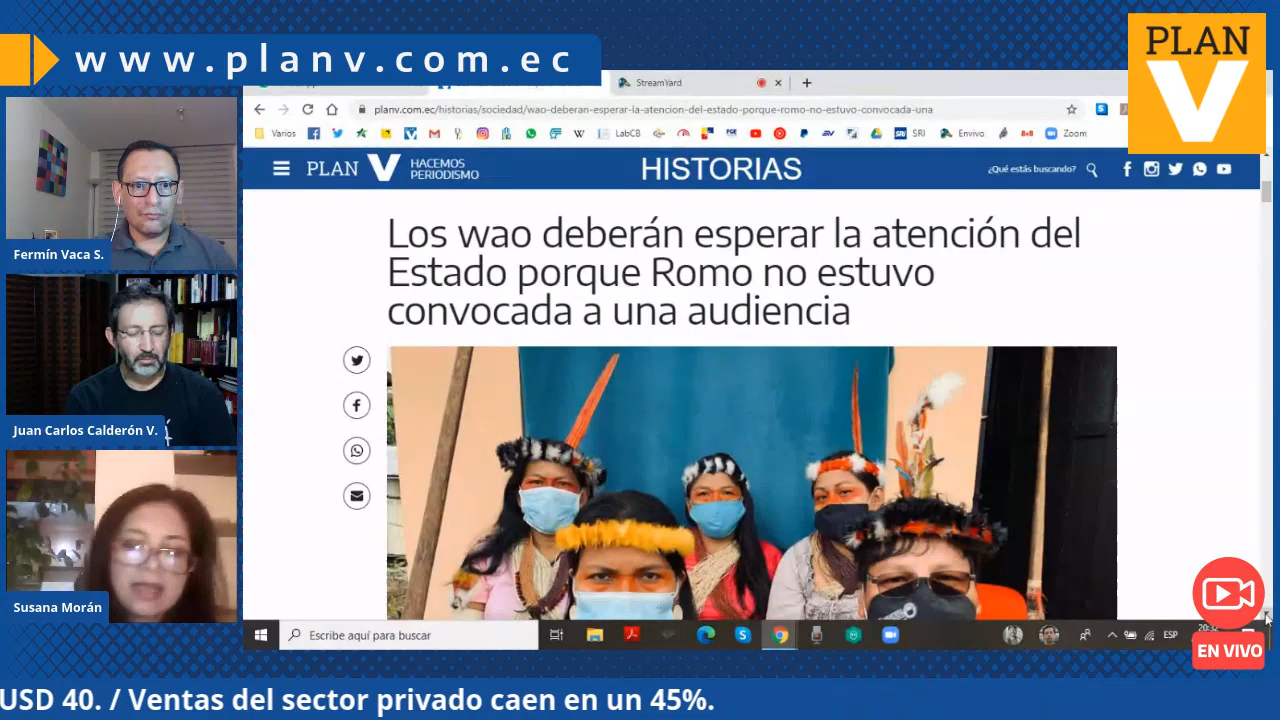 www.planv.com.ec
PLAN
V
StreamYard
planv.com.ec/historias/sociedad/wao-deberan-esperar-la-atencion-del-estado-porque-romo-no-estuvo-convocada-una
Varios
LabCB
SRI
Envivo
Zoom
PLAN V HACEMOS PERIODISMO
HISTORIAS
¿Qué estás buscando?
Los wao deberán esperar la atención del
Estado porque Romo no estuvo
convocada a una audiencia
Fermín Vaca S.
Juan Carlos Calderón V.
Susana Morán
Escribe aquí para buscar
ESP
EN VIVO
USD 40. / Ventas del sector privado caen en un 45%.